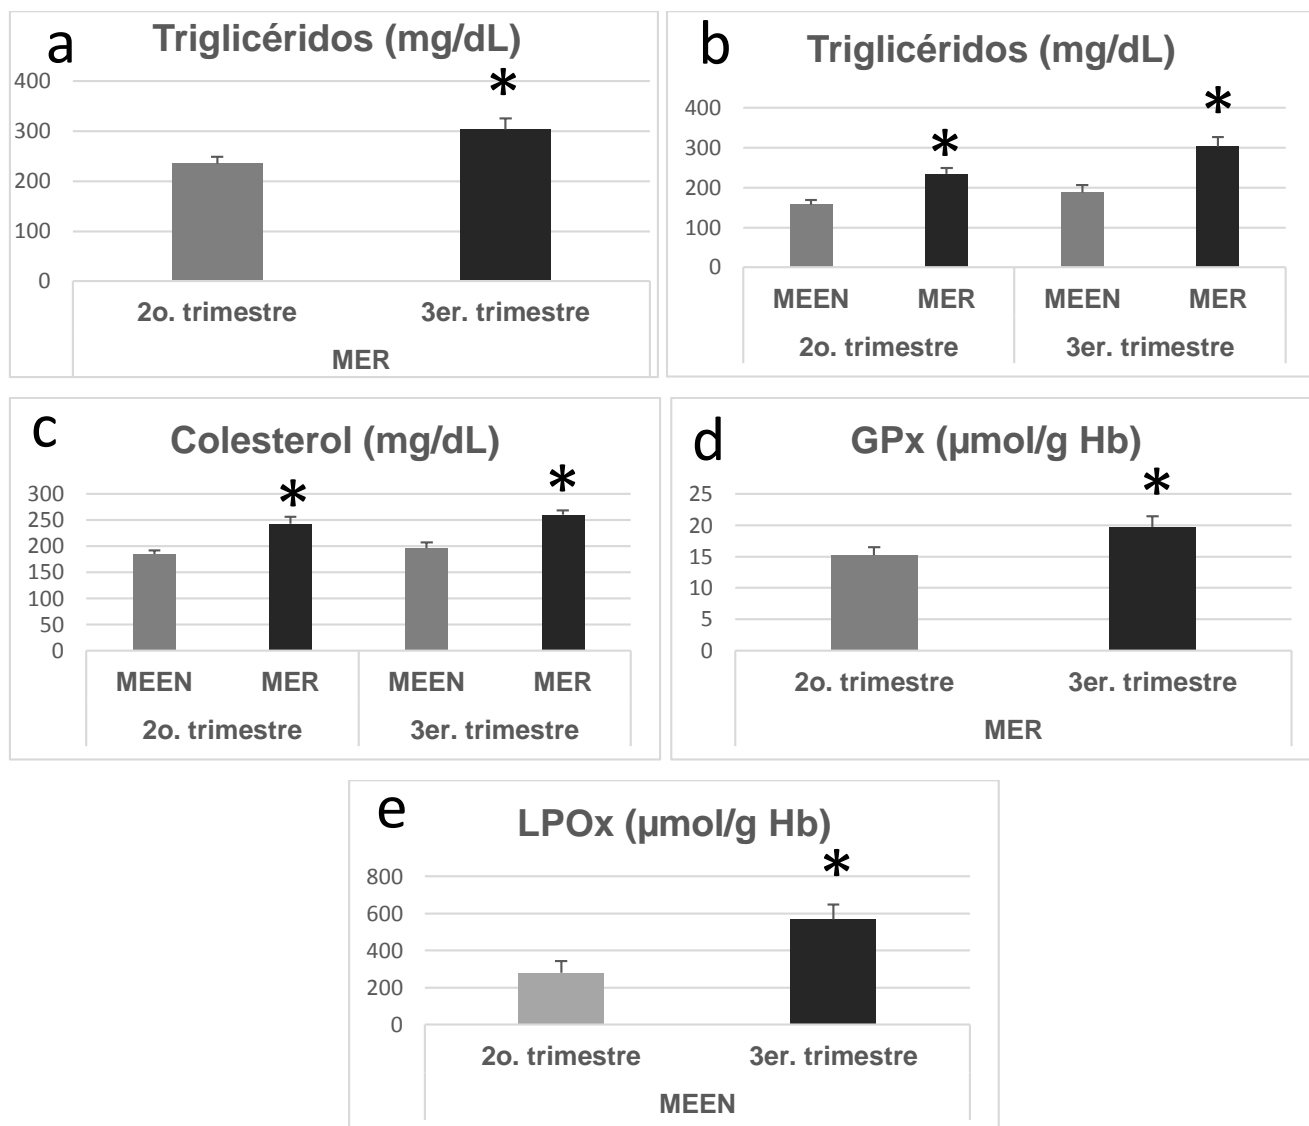 a
Triglicéridos (mg/dL)
400
300
200
100
0
*
2o. trimestre 3er. trimestre
MER
b
Triglicéridos (mg/dL)
400
300
200
100
0
* *
MEEN MER MEEN MER
2o. trimestre 3er. trimestre
c
Colesterol (mg/dL)
300
250
200
150
100
50
0
* *
MEEN MER MEEN MER
2o. trimestre 3er. trimestre
d
GPx (µmol/g Hb)
25
20
15
10
5
0
*
2o. trimestre 3er. trimestre
MER
e
LPOx (µmol/g Hb)
800
600
400
200
0
*
2o. trimestre 3er. trimestre
MEEN